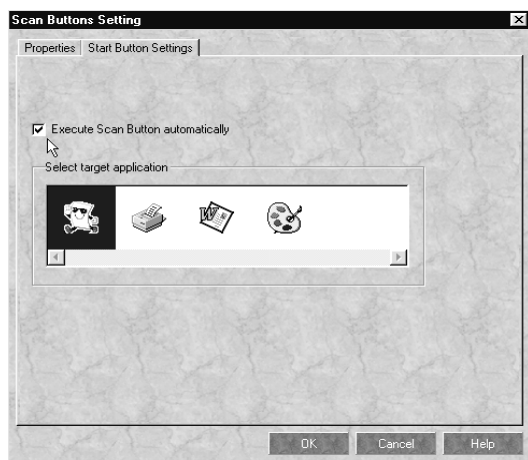 Scan Buttons Setting
Properties Start Button Settings
Execute Scan Button automatically
Select target application
W
OK Cancel Help